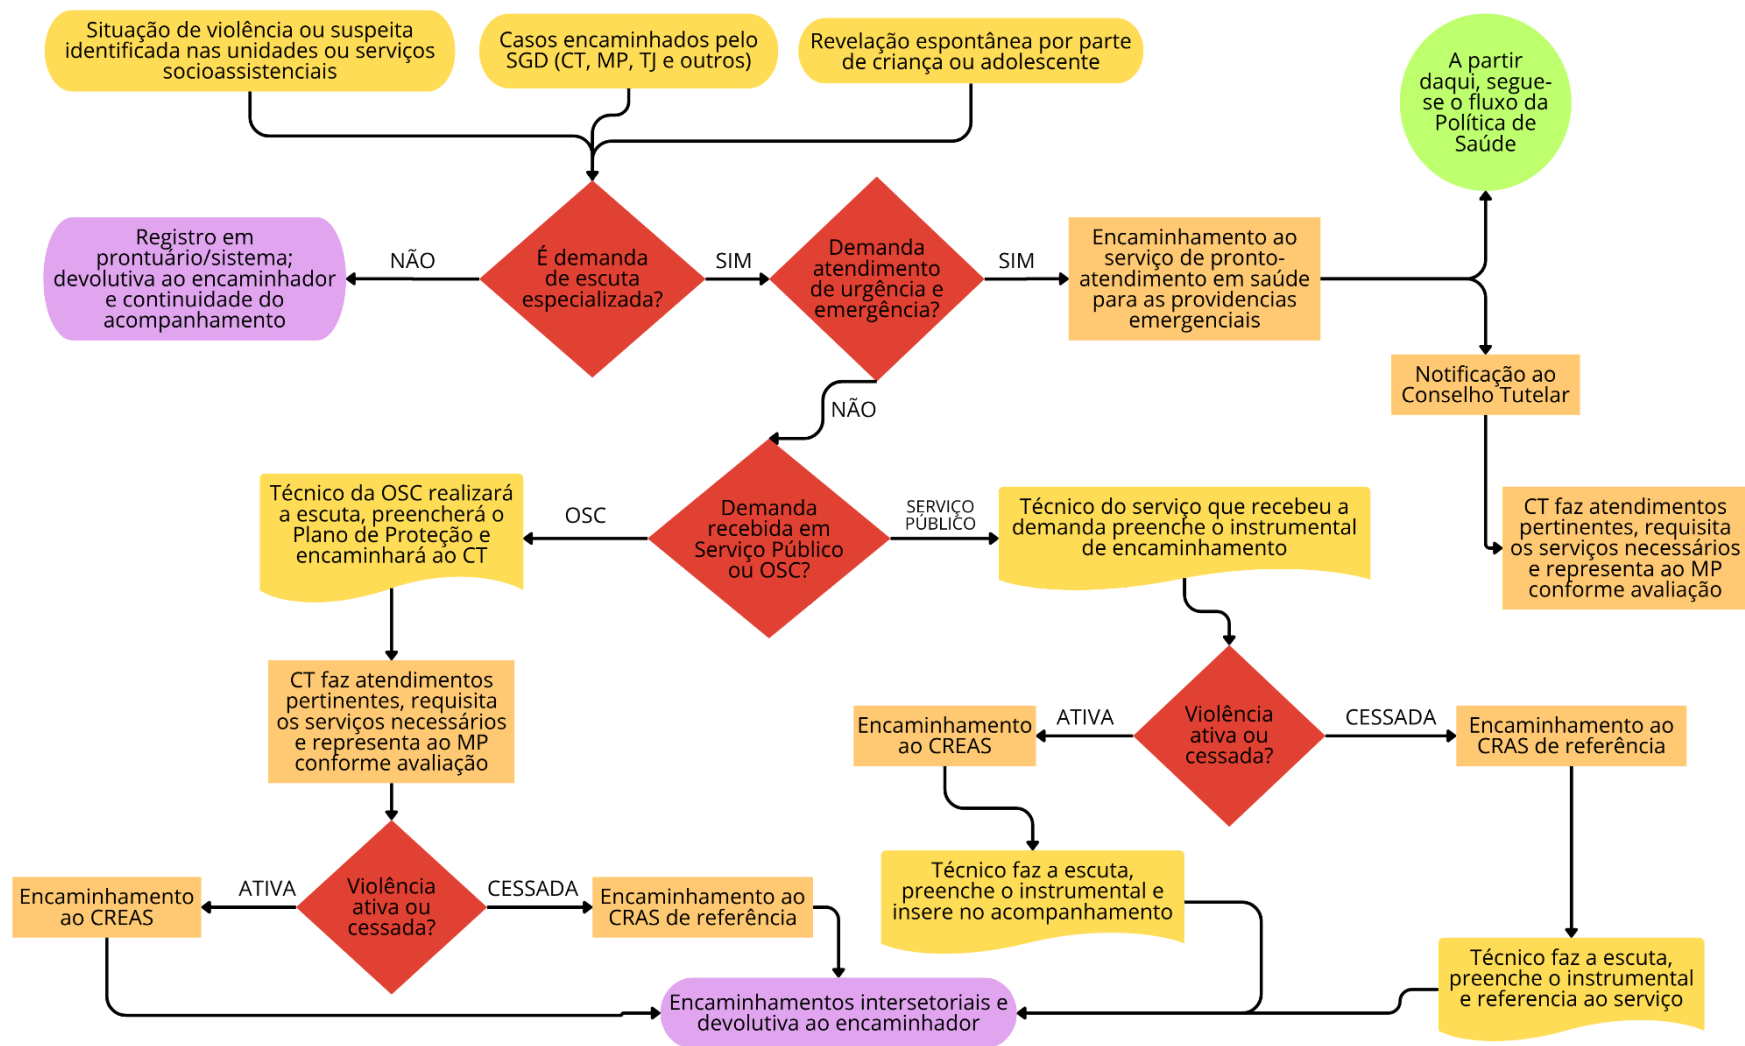 Situação de violência ou suspeita
identificada nas unidades ou serviços
socioassistenciais
Casos encaminhados pelo
SGD (CT, MP, TJ e outros)
Revelação espontânea por parte
de criança ou adolescente
A partir
daqui, segue-
se o fluxo da
Política de
Saúde
Registro em
prontuário/sistema;
devolutiva ao encaminhador
e continuidade do
acompanhamento
NÃO
É demanda
de escuta
especializada?
SIM
Demanda
atendimento
de urgência e
emergência?
SIM
Encaminhamento ao
serviço de pronto-
atendimento em saúde
para as providencias
emergenciais
Notificação ao
Conselho Tutelar
NÃO
Técnico da OSC realizará
a escuta, preencherá o
Plano de Proteção e
encaminhará ao CT
OSC
Demanda
recebida em
Serviço Público
ou OSC?
SERVIÇO
PÚBLICO
Técnico do serviço que recebeu a
demanda preenche o instrumental
de encaminhamento
CT faz atendimentos
pertinentes, requisita
os serviços necessários
e representa ao MP
conforme avaliação
CT faz atendimentos
pertinentes, requisita
os serviços necessários
e representa ao MP
conforme avaliação
Encaminhamento
ao CREAS
ATIVA
Violência
ativa ou
cessada?
CESSADA
Encaminhamento ao
CRAS de referência
Encaminhamento
ao CREAS
ATIVA
Violência
ativa ou
cessada?
CESSADA
Encaminhamento ao
CRAS de referência
Técnico faz a escuta,
preenche o instrumental e
insere no acompanhamento
Técnico faz a escuta,
preenche o instrumental
e referencia ao serviço
Encaminhamentos intersetoriais e
devolutiva ao encaminhador